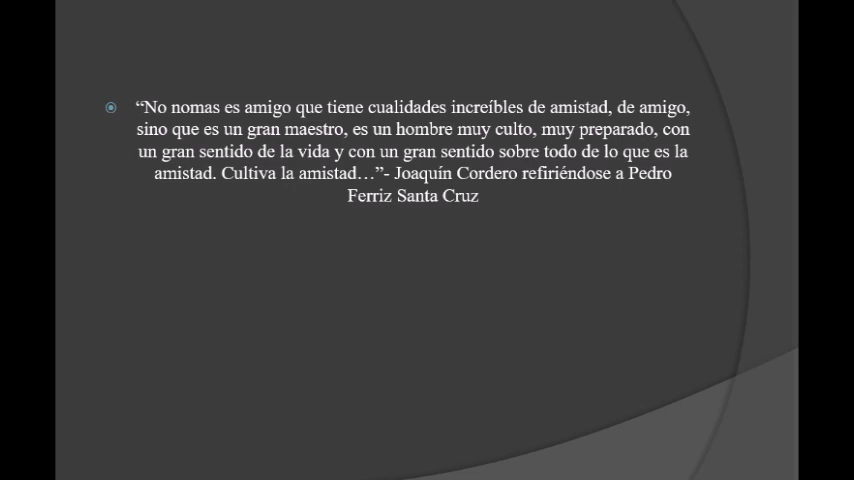 “No nomas es amigo que tiene cualidades increíbles de amistad, de amigo,
sino que es un gran maestro, es un hombre muy culto, muy preparado, con
un gran sentido de la vida y con un gran sentido sobre todo de lo que es la
amistad. Cultiva la amistad…”- Joaquín Cordero refiriéndose a Pedro
Ferriz Santa Cruz